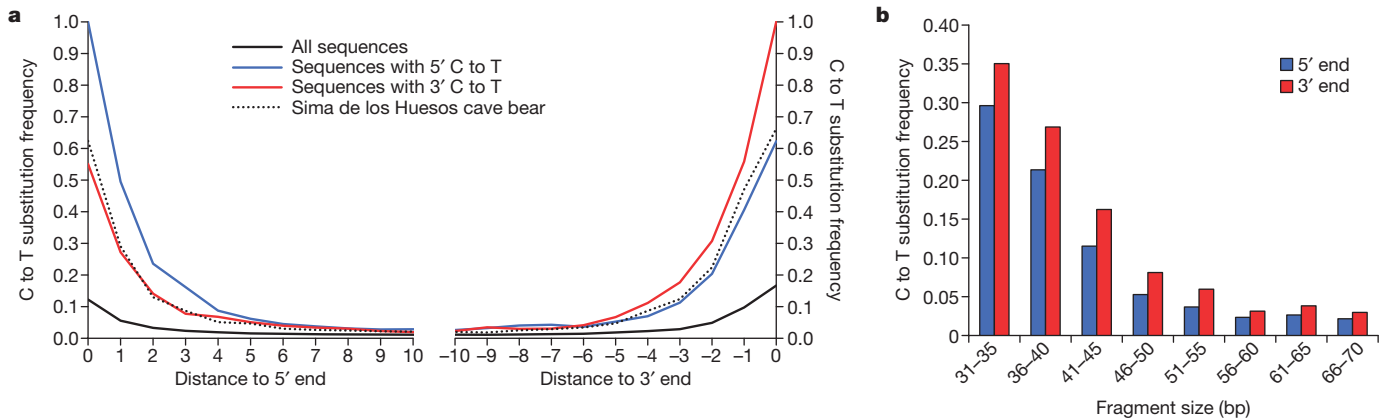 a
C to T substitution frequency
1.0
0.9
0.8
0.7
0.6
0.5
0.4
0.3
0.2
0.1
0.0
0 1 2 3 4 5 6 7 8 9 10
Distance to 5′ end
All sequences
Sequences with 5′ C to T
Sequences with 3′ C to T
Sima de los Huesos cave bear
–10 –9 –8 –7 –6 –5 –4 –3 –2 –1 0
Distance to 3′ end
1.0
0.9
0.8
0.7
0.6
0.5
0.4
0.3
0.2
0.1
0.0
C to T substitution frequency
b
C to T substitution frequency
0.40
0.35
0.30
0.25
0.20
0.15
0.10
0.05
0
5′ end
3′ end
31–35 36–40 41–45 46–50 51–55 56–60 61–65 66–70
Fragment size (bp)